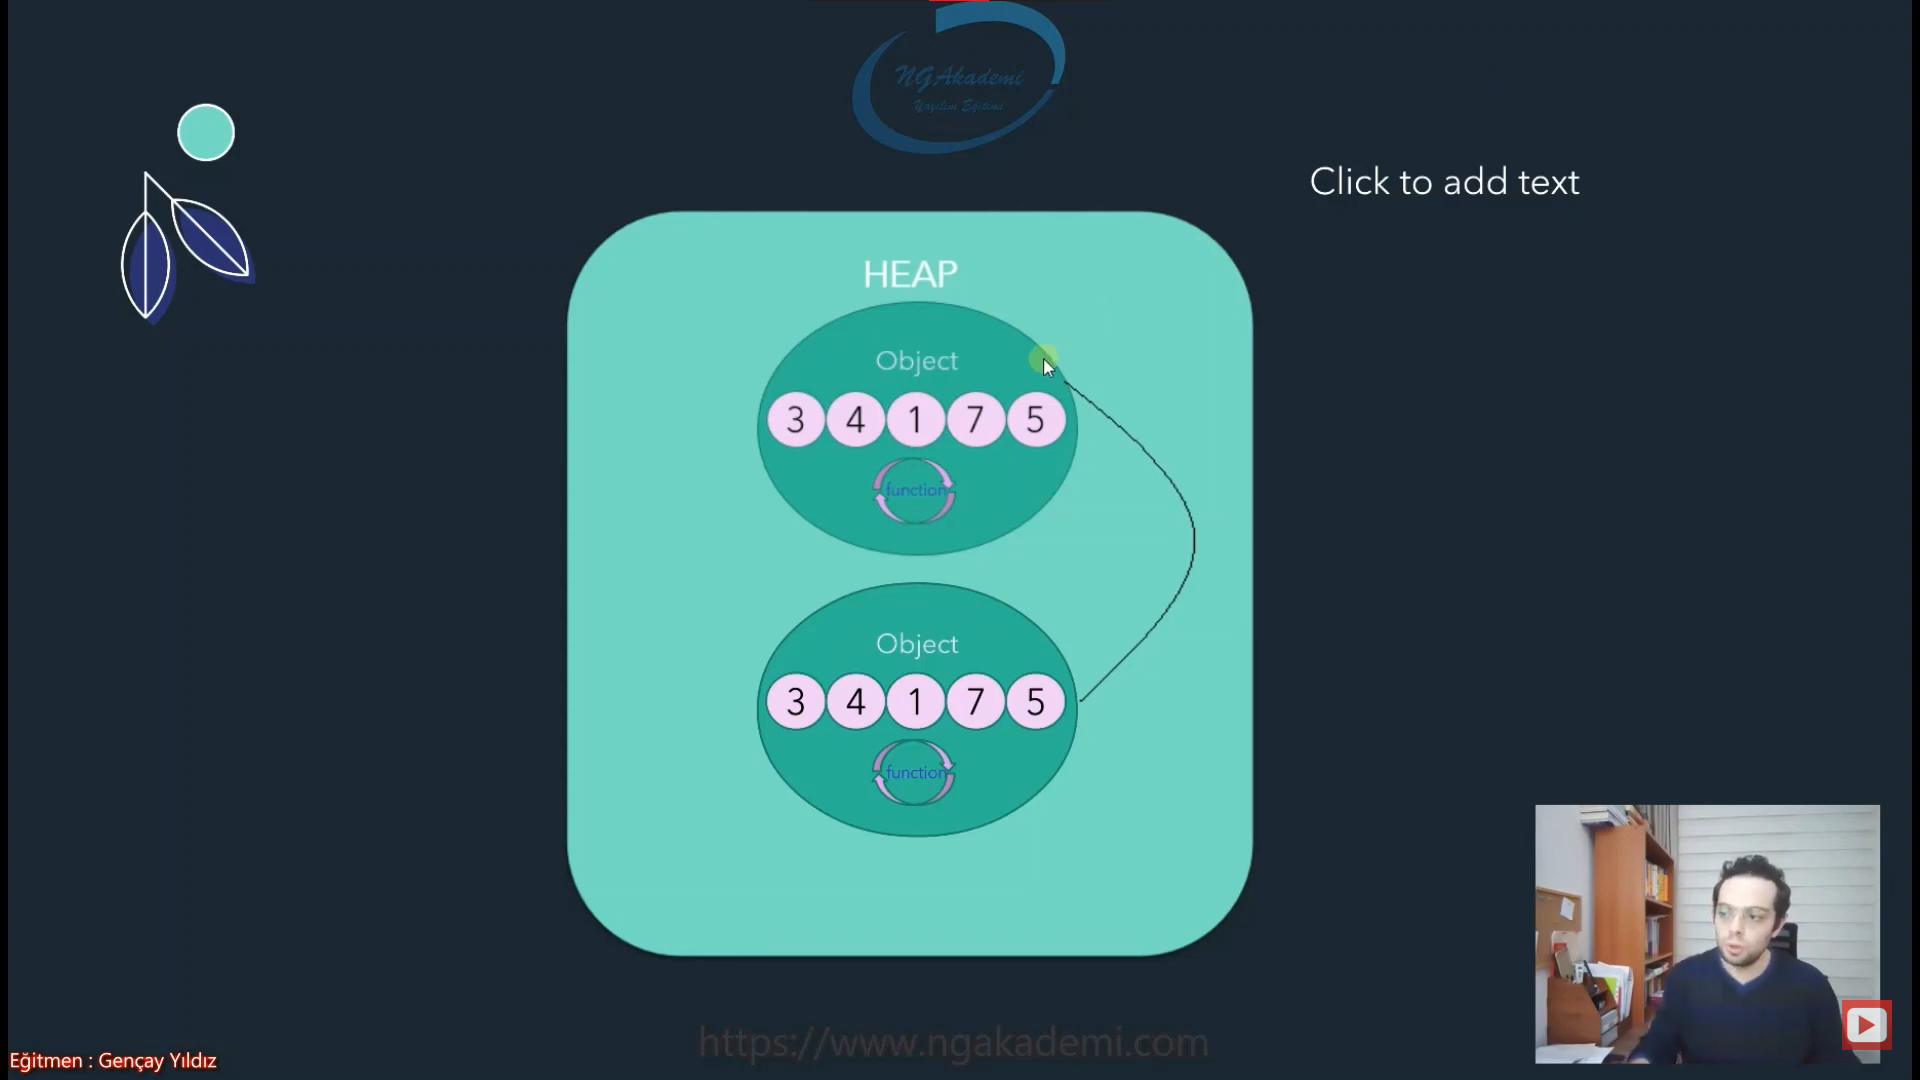 NGAkademi
Yazılım Eğitimi
Click to add text
HEAP
Object
3 4 1 7 5
function
Object
3 4 1 7 5
function
https://www.ngakademi.com
Eğitmen : Gençay Yıldız